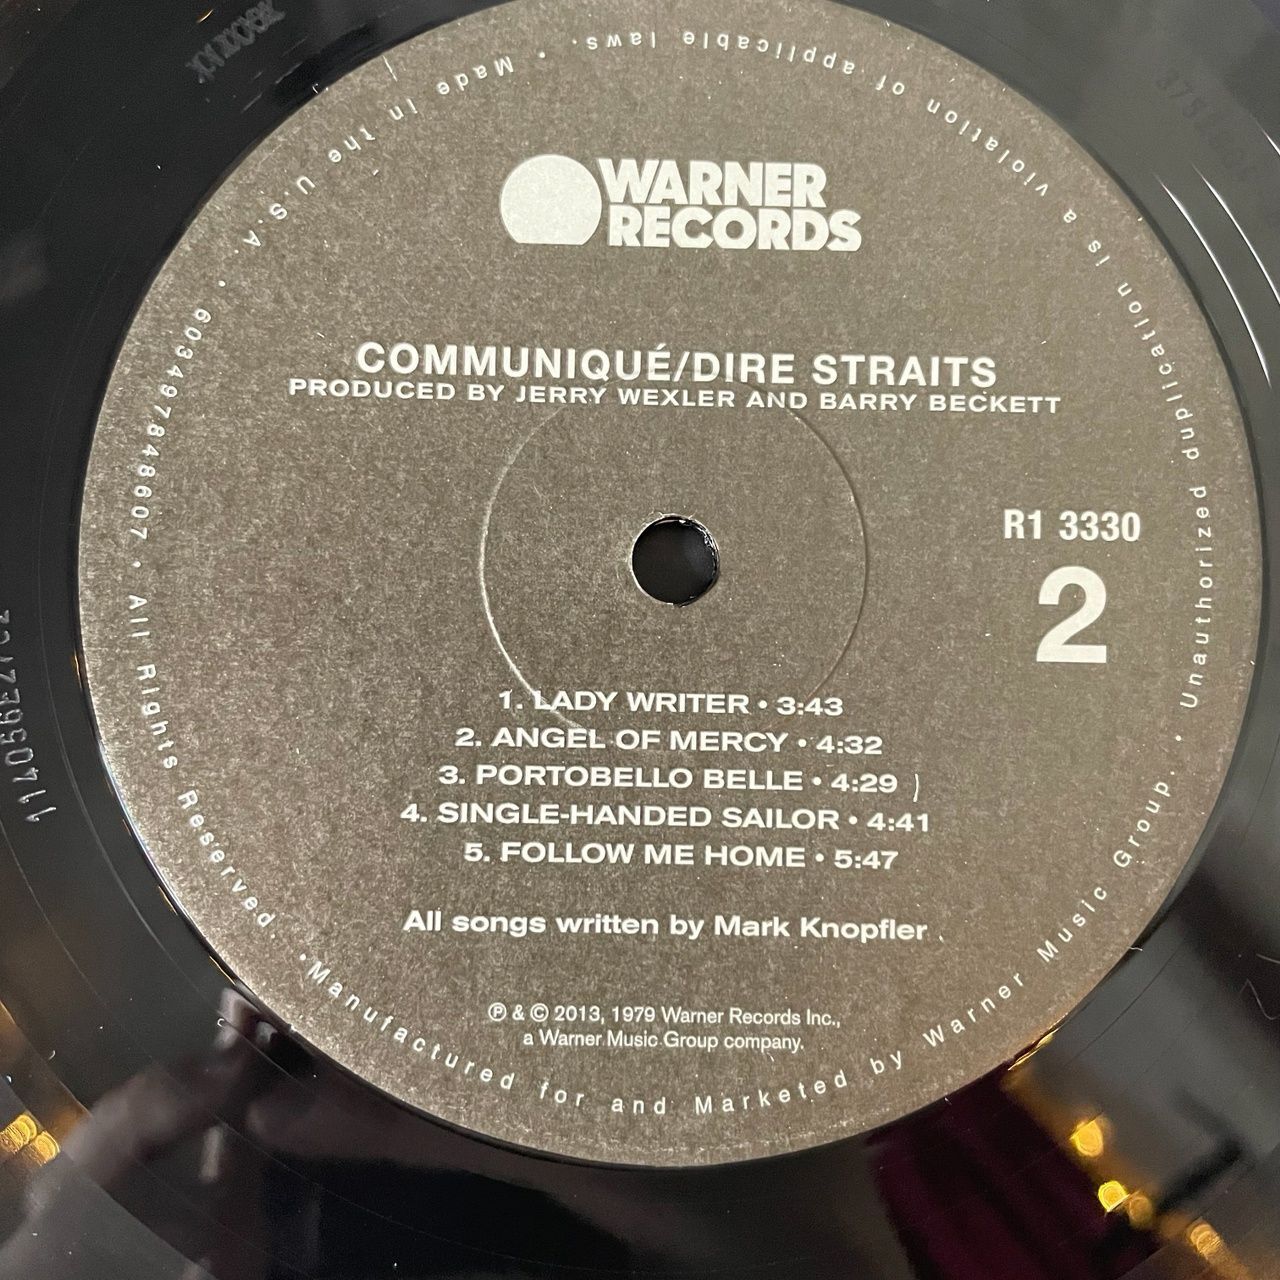 WARNER
RECORDS
COMMUNIQUÉ/DIRE STRAITS
PRODUCED BY JERRY WEXLER AND BARRY BECKETT
R1 3330
2
1. LADY WRITER • 3:43
2. ANGEL OF MERCY • 4:32
3. PORTOBELLO BELLE • 4:29
4. SINGLE-HANDED SAILOR • 4:41
5. FOLLOW ME HOME • 5:47
All songs written by Mark Knopfler
℗ & © 2013, 1979 Warner Records Inc.,
a Warner Music Group company.
•Manufactured for and Marketed by Warner Music Group. • Unauthorized duplication is a violation of applicable laws. • Made in the U.S.A. • 603497848607 • All Rights Reserved.